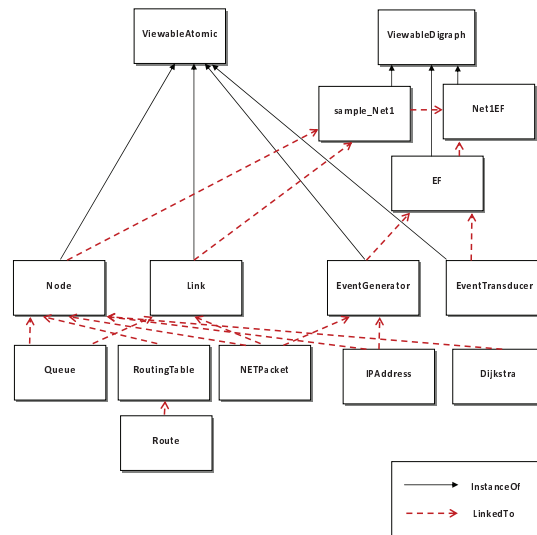 ViewableAtomic
ViewableDigraph
sample_Net1
Net1EF
EF
Node
Link
EventGenerator
EventTransducer
Queue
RoutingTable
NETPacket
IPAddress
Dijkstra
Route
InstanceOf
LinkedTo